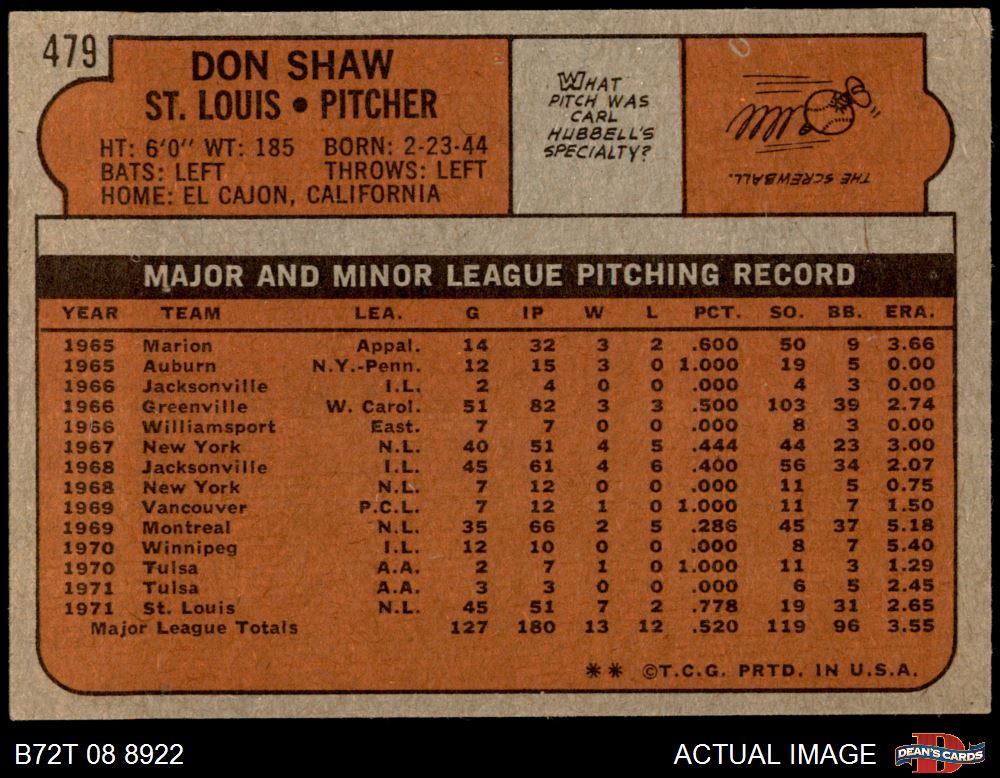 479
DON SHAW
ST. LOUIS • PITCHER
HT: 6'0" WT: 185 BORN: 2-23-44
BATS: LEFT THROWS: LEFT
HOME: EL CAJON, CALIFORNIA
WHAT
PITCH WAS
CARL
HUBBELL'S
SPECIALTY?
THE SCREWBALL.
MAJOR AND MINOR LEAGUE PITCHING RECORD
YEAR TEAM LEA. G IP W L PCT. SO. BB. ERA.
1965 Marion Appal. 14 32 3 2 .600 50 9 3.66
1965 Auburn N.Y.-Penn. 12 15 3 0 1.000 19 5 0.00
1966 Jacksonville I.L. 2 4 0 0 .000 4 3 0.00
1966 Greenville W. Carol. 51 82 3 3 .500 103 39 2.74
1966 Williamsport East. 7 7 0 0 .000 8 3 0.00
1967 New York N.L. 40 51 4 5 .444 44 23 3.00
1968 Jacksonville I.L. 45 61 4 6 .400 56 34 2.07
1968 New York N.L. 7 12 0 0 .000 11 5 0.75
1969 Vancouver P.C.L. 7 12 1 0 1.000 11 7 1.50
1969 Montreal N.L. 35 66 2 5 .286 45 37 5.18
1970 Winnipeg I.L. 12 10 0 0 .000 8 7 5.40
1970 Tulsa A.A. 2 7 1 0 1.000 11 3 1.29
1971 Tulsa A.A. 3 3 0 0 .000 6 5 2.45
1971 St. Louis N.L. 45 51 7 2 .778 19 31 2.65
Major League Totals 127 180 13 12 .520 119 96 3.55
** ©T.C.G. PRTD. IN U.S.A.
B72T 08 8922
ACTUAL IMAGE
D
DEAN'S CARDS